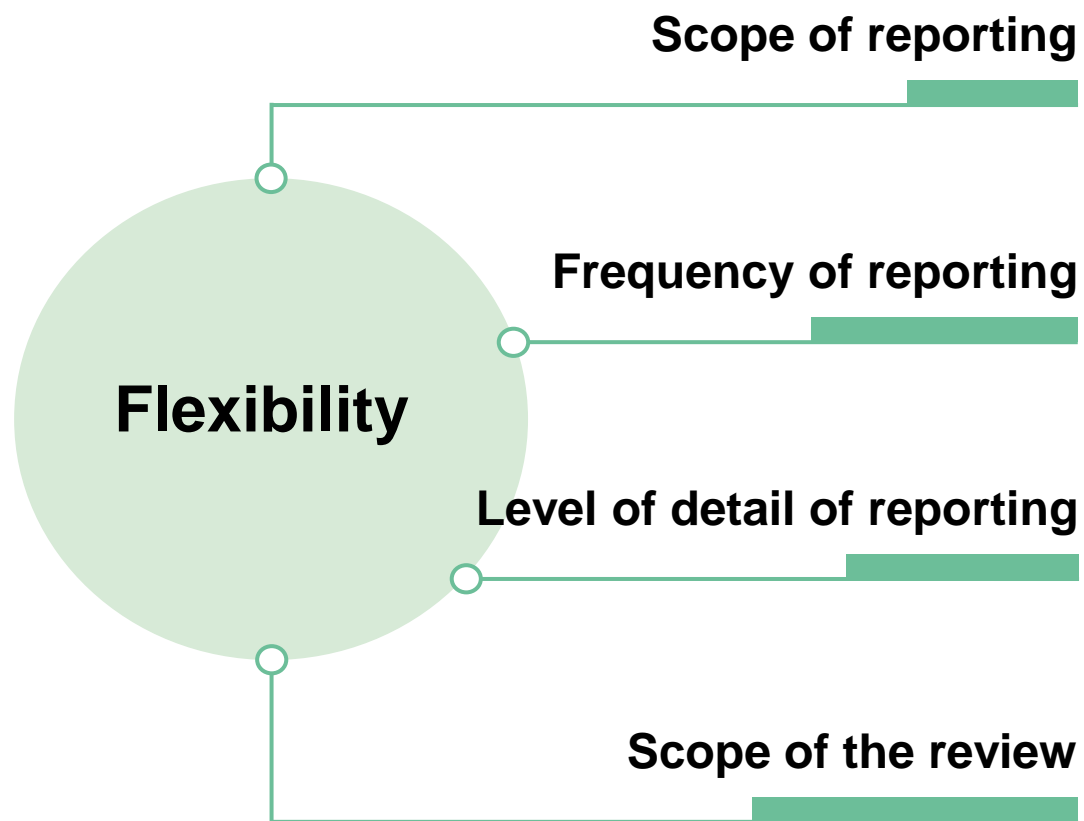 Scope of reporting
Frequency of reporting
Flexibility
Level of detail of reporting
Scope of the review